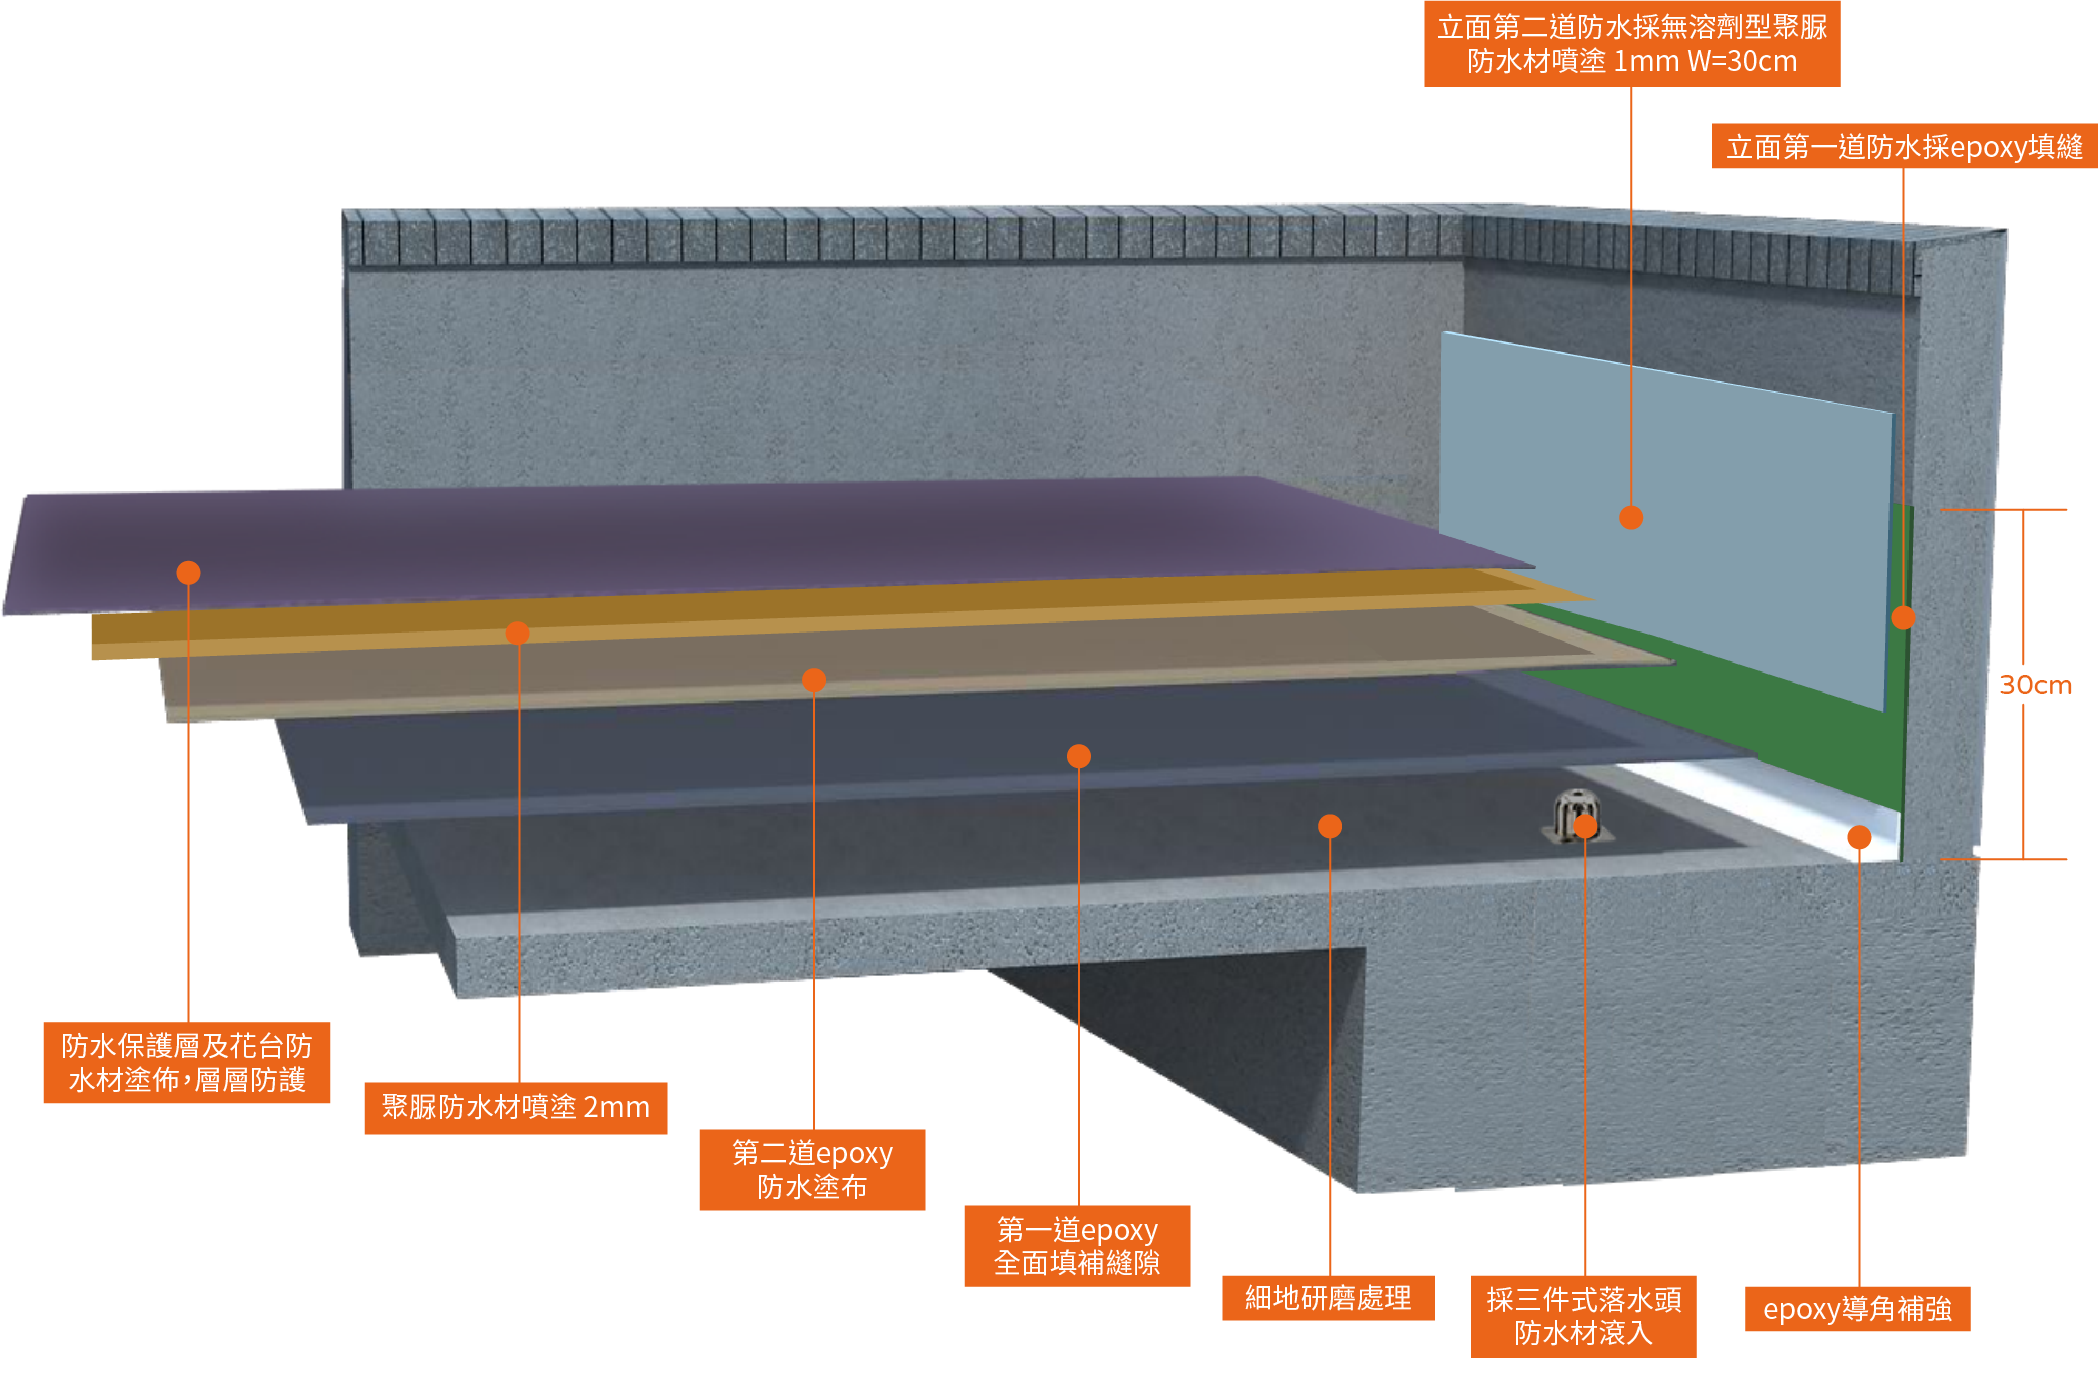 立面第二道防水採無溶劑型聚脲
防水材噴塗 1mm W=30cm
立面第一道防水採epoxy填縫
30cm
防水保護層及花台防
水材塗佈，層層防護
聚脲防水材噴塗 2mm
第二道epoxy
防水塗布
第一道epoxy
全面填補縫隙
細地研磨處理
採三件式落水頭
防水材滾入
epoxy導角補強